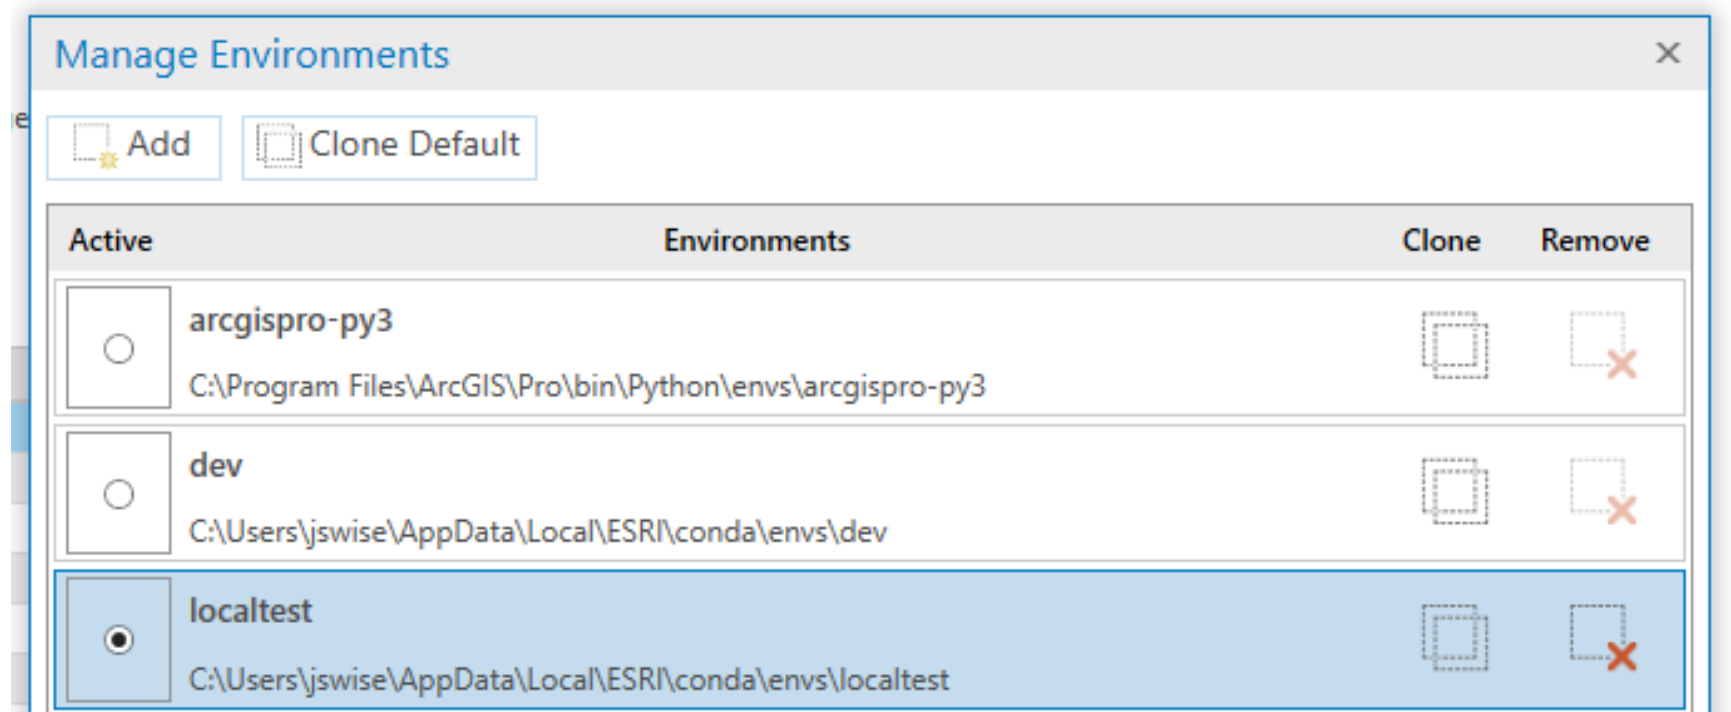 Manage Environments
ge
Add
Clone Default
Active Environments Clone Remove
arcgispro-py3
C:\Program Files\ArcGIS\Pro\bin\Python\envs\arcgispro-py3
dev
C:\Users\jswise\AppData\Local\ESRI\conda\envs\dev
localtest
C:\Users\jswise\AppData\Local\ESRI\conda\envs\localtest